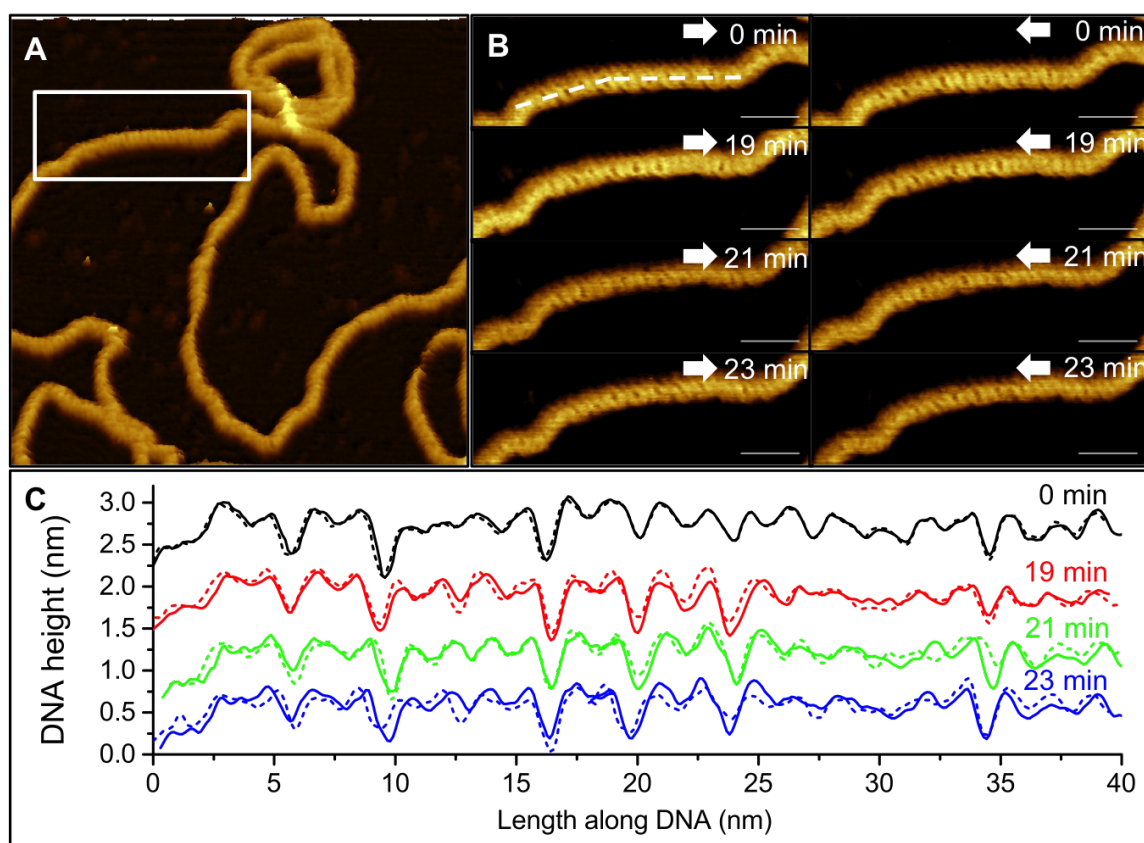 A
B
0 min
0 min
19 min
19 min
21 min
21 min
23 min
23 min
C
0 min
19 min
21 min
23 min
DNA height (nm)
3.0
2.5
2.0
1.5
1.0
0.5
0.0
0 5 10 15 20 25 30 35 40
Length along DNA (nm)